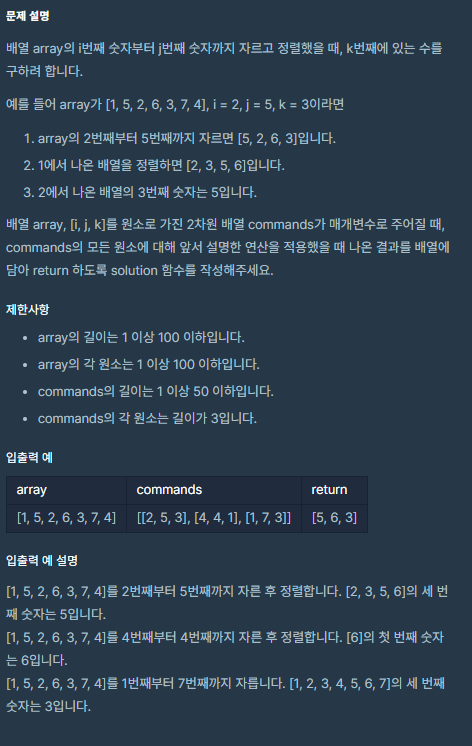 문제 설명
배열 array의 i번째 숫자부터 j번째 숫자까지 자르고 정렬했을 때, k번째에 있는 수를
구하려 합니다.
예를 들어 array가 [1, 5, 2, 6, 3, 7, 4], i = 2, j = 5, k = 3이라면
1. array의 2번째부터 5번째까지 자르면 [5, 2, 6, 3]입니다.
2. 1에서 나온 배열을 정렬하면 [2, 3, 5, 6]입니다.
3. 2에서 나온 배열의 3번째 숫자는 5입니다.
배열 array, [i, j, k]를 원소로 가진 2차원 배열 commands가 매개변수로 주어질 때,
commands의 모든 원소에 대해 앞서 설명한 연산을 적용했을 때 나온 결과를 배열에
담아 return 하도록 solution 함수를 작성해주세요.
제한사항
• array의 길이는 1 이상 100 이하입니다.
• array의 각 원소는 1 이상 100 이하입니다.
• commands의 길이는 1 이상 50 이하입니다.
• commands의 각 원소는 길이가 3입니다.
입출력 예
array commands return
[1, 5, 2, 6, 3, 7, 4] [[2, 5, 3], [4, 4, 1], [1, 7, 3]] [5, 6, 3]
입출력 예 설명
[1, 5, 2, 6, 3, 7, 4]를 2번째부터 5번째까지 자른 후 정렬합니다. [2, 3, 5, 6]의 세 번
째 숫자는 5입니다.
[1, 5, 2, 6, 3, 7, 4]를 4번째부터 4번째까지 자른 후 정렬합니다. [6]의 첫 번째 숫자
는 6입니다.
[1, 5, 2, 6, 3, 7, 4]를 1번째부터 7번째까지 자릅니다. [1, 2, 3, 4, 5, 6, 7]의 세 번째
숫자는 3입니다.